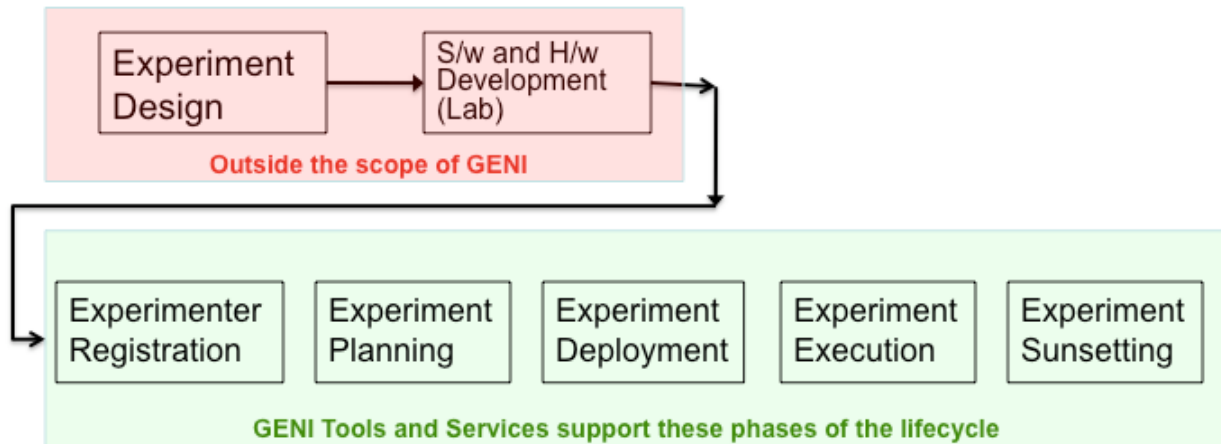 Experiment
Design
S/w and H/w
Development
(Lab)
Outside the scope of GENI
Experimenter
Registration
Experiment
Planning
Experiment
Deployment
Experiment
Execution
Experiment
Sunsetting
GENI Tools and Services support these phases of the lifecycle